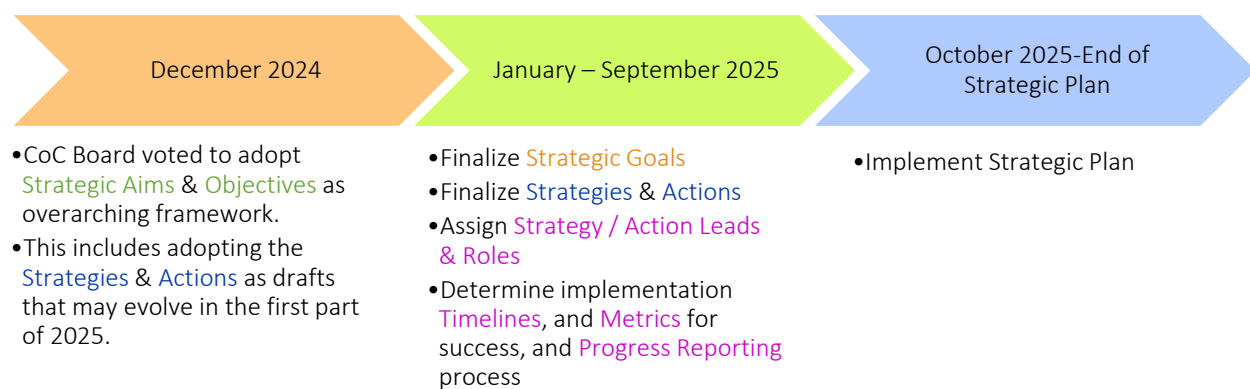 December 2024
January – September 2025
October 2025-End of
Strategic Plan
•CoC Board voted to adopt
Strategic Aims & Objectives as
overarching framework.
•This includes adopting the
Strategies & Actions as drafts
that may evolve in the first part
of 2025.
•Finalize Strategic Goals
•Finalize Strategies & Actions
•Assign Strategy / Action Leads
& Roles
•Determine implementation
Timelines, and Metrics for
success, and Progress Reporting
process
•Implement Strategic Plan